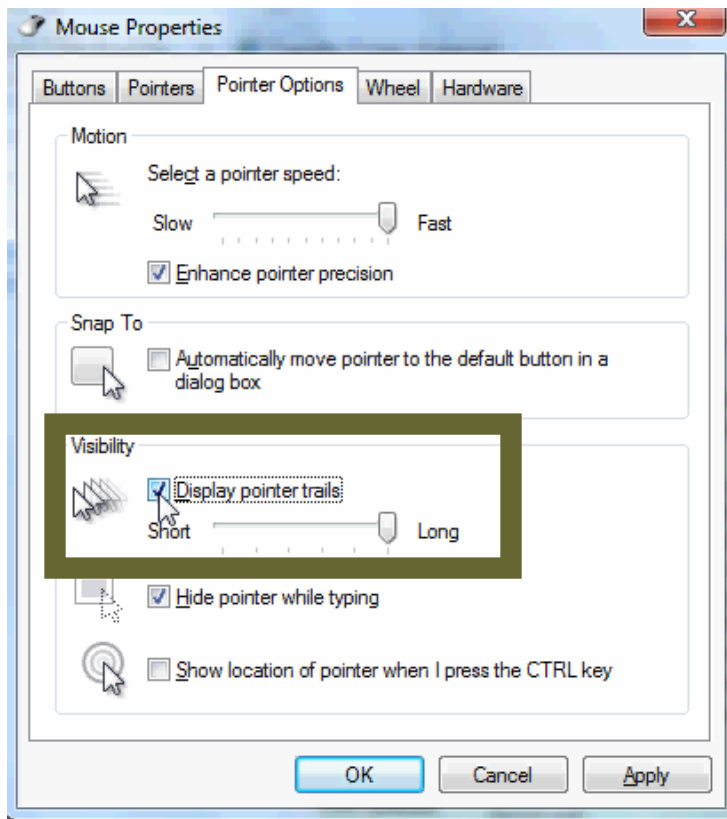 Mouse Properties
Buttons Pointers Pointer Options Wheel Hardware
Motion
Select a pointer speed:
Slow Fast
Enhance pointer precision
Snap To
Automatically move pointer to the default button in a
dialog box
Visibility
Display pointer trails
Short Long
Hide pointer while typing
Show location of pointer when I press the CTRL key
OK Cancel Apply